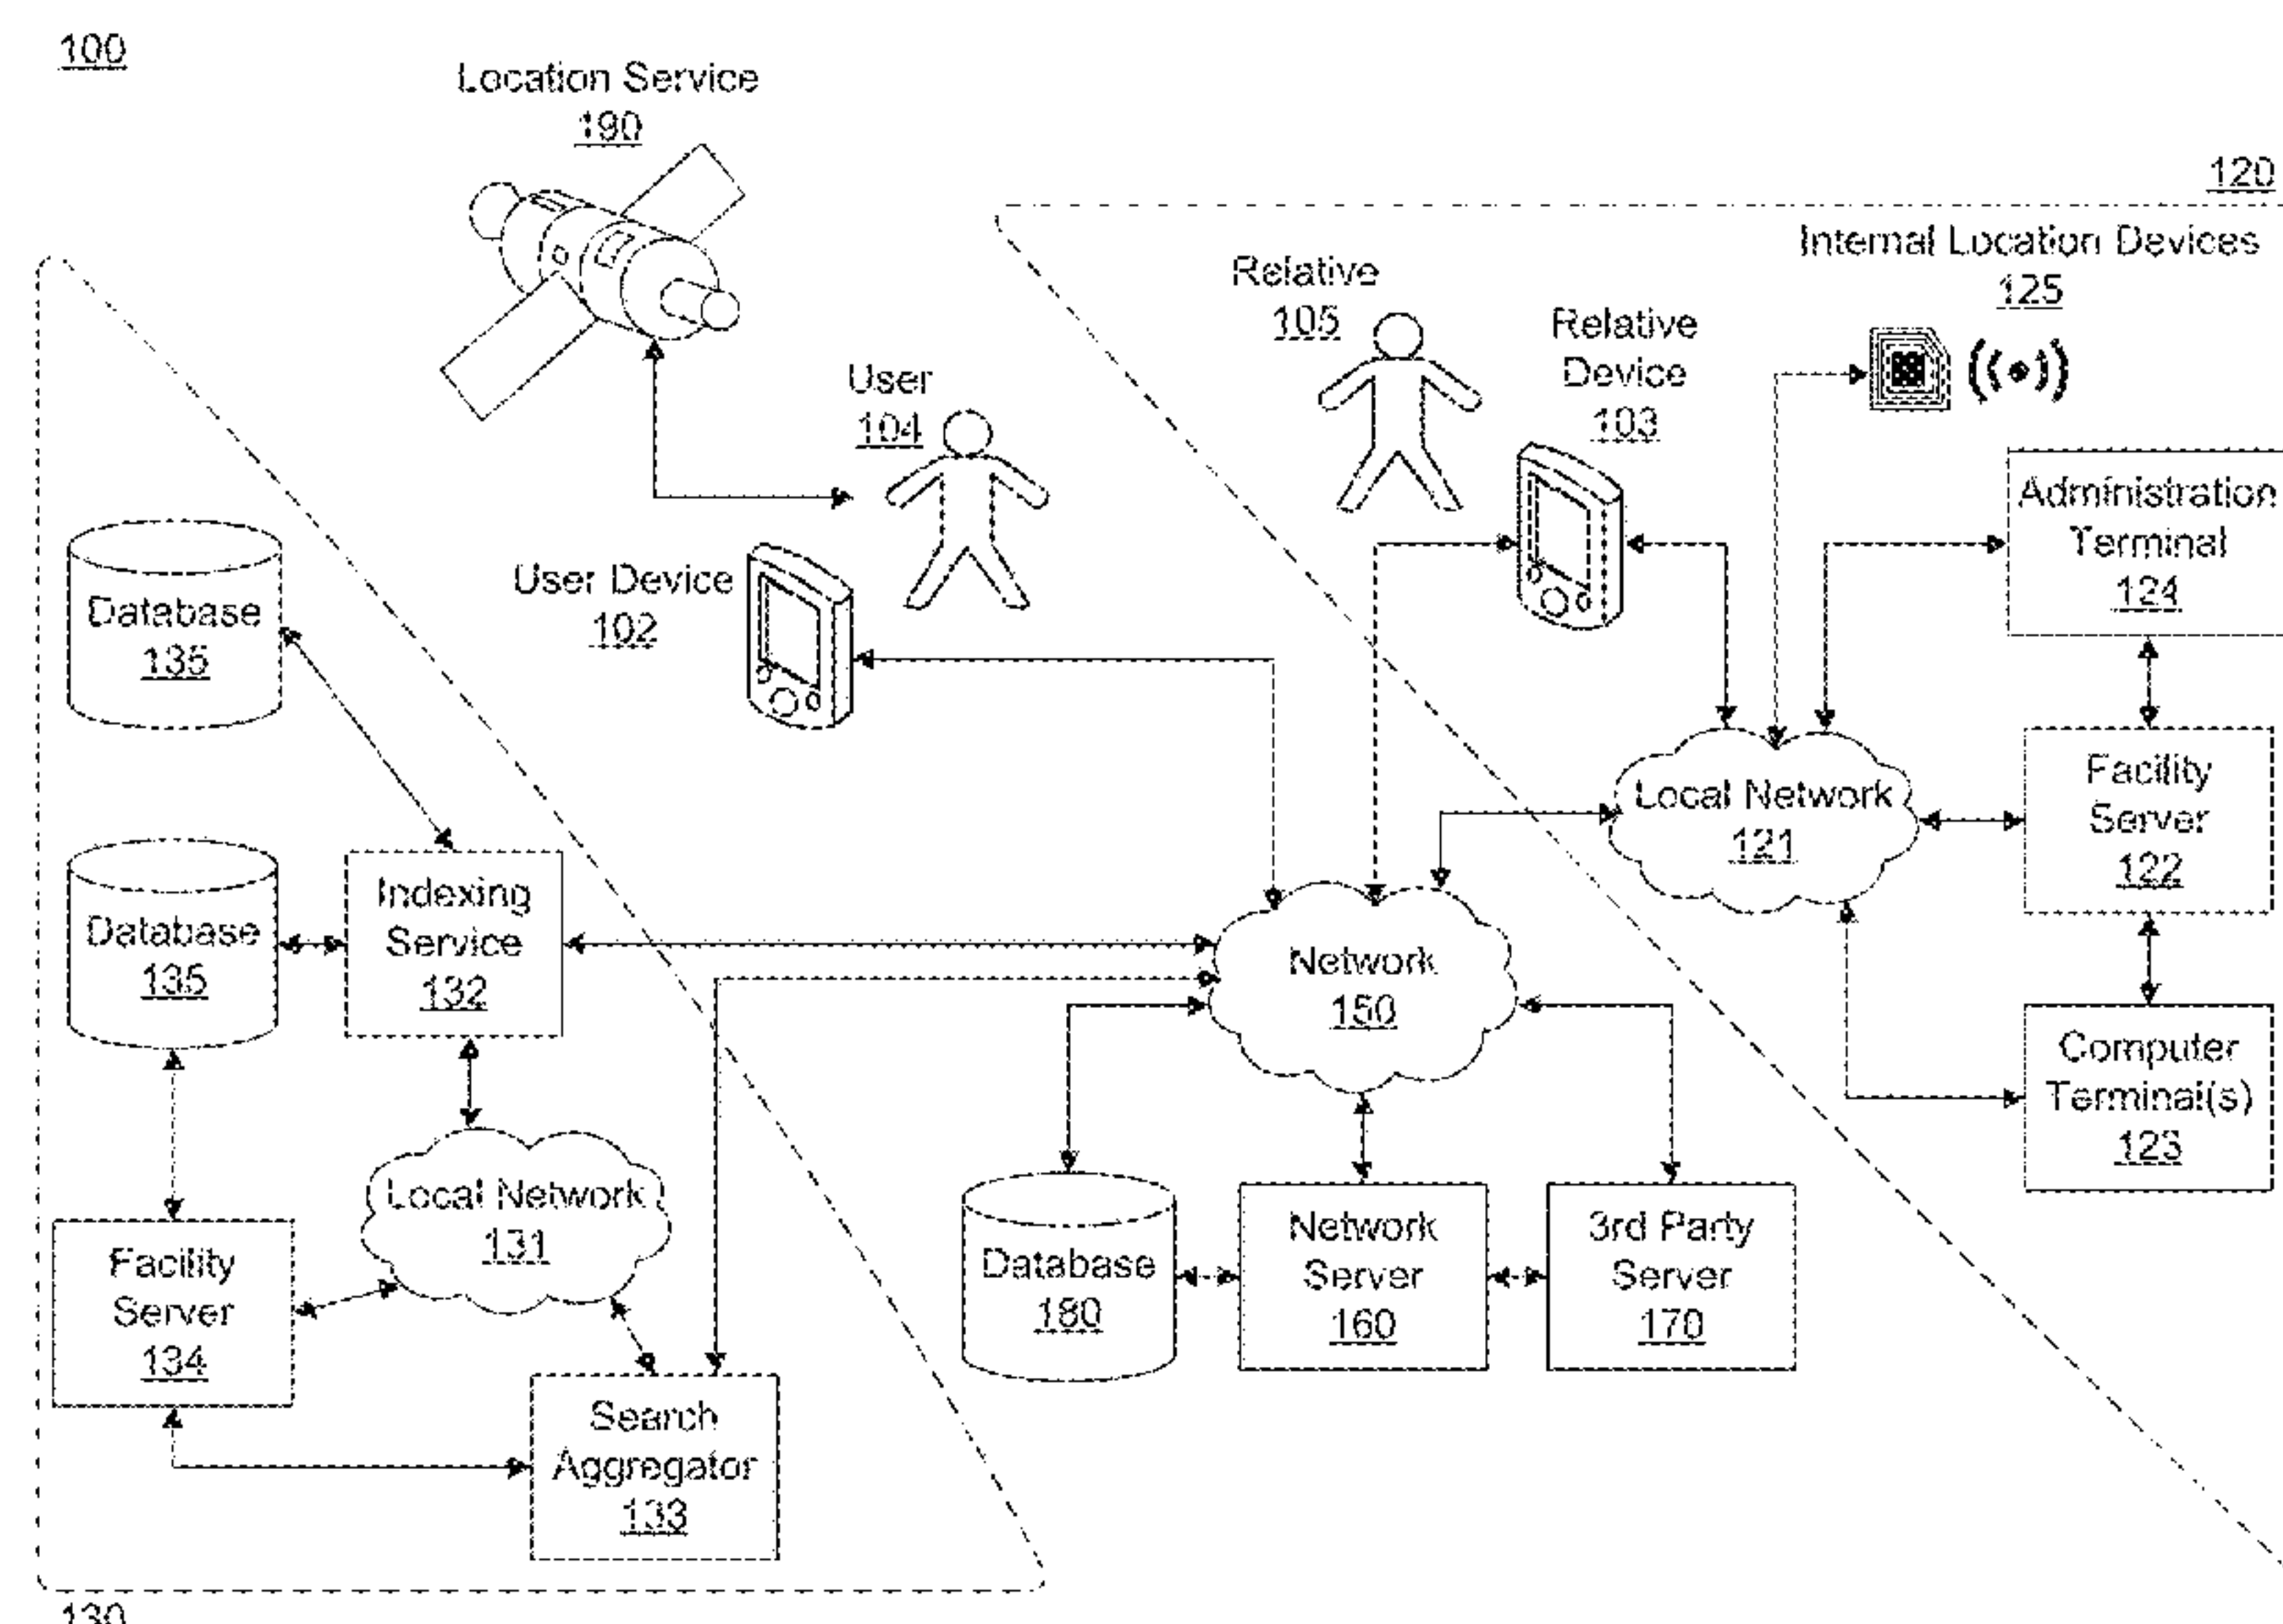 100
Location Service
190
120
Internal Location Devices
125
Relative
105
Relative
Device
103
User
104
Administration
Terminal
124
User Device
102
Database
135
Facility
Server
122
Local Network
121
Indexing
Service
132
Database
135
Network
150
Computer
Terminal(s)
123
Local Network
131
Facility
Server
134
Database
180
Network
Server
160
3rd Party
Server
170
Search
Aggregator
133
130